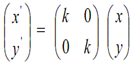 (x') = (k 0) (x)
(y') (0 k) (y)